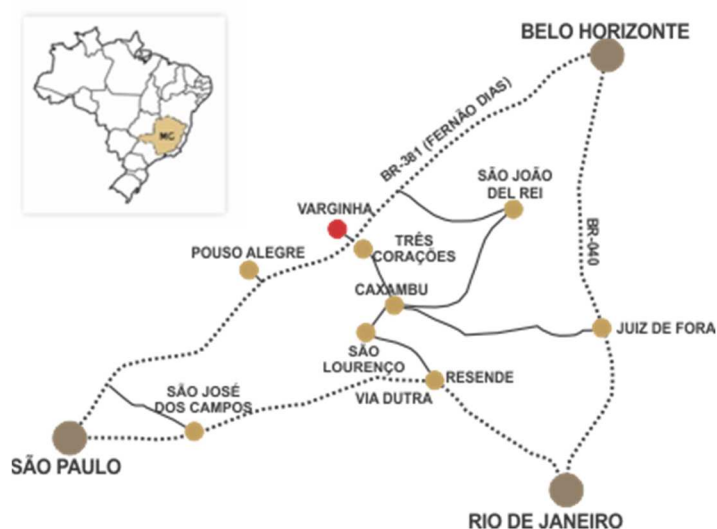 BELO HORIZONTE
MG
BR-381 (FERNÃO DIAS)
SÃO JOÃO
DEL REI
VARGINHA
TRÊS
CORAÇÕES
POUSO ALEGRE
BR-040
CAXAMBU
JUIZ DE FORA
SÃO
LOURENÇO
RESENDE
SÃO JOSÉ
DOS CAMPOS
VIA DUTRA
SÃO PAULO
RIO DE JANEIRO